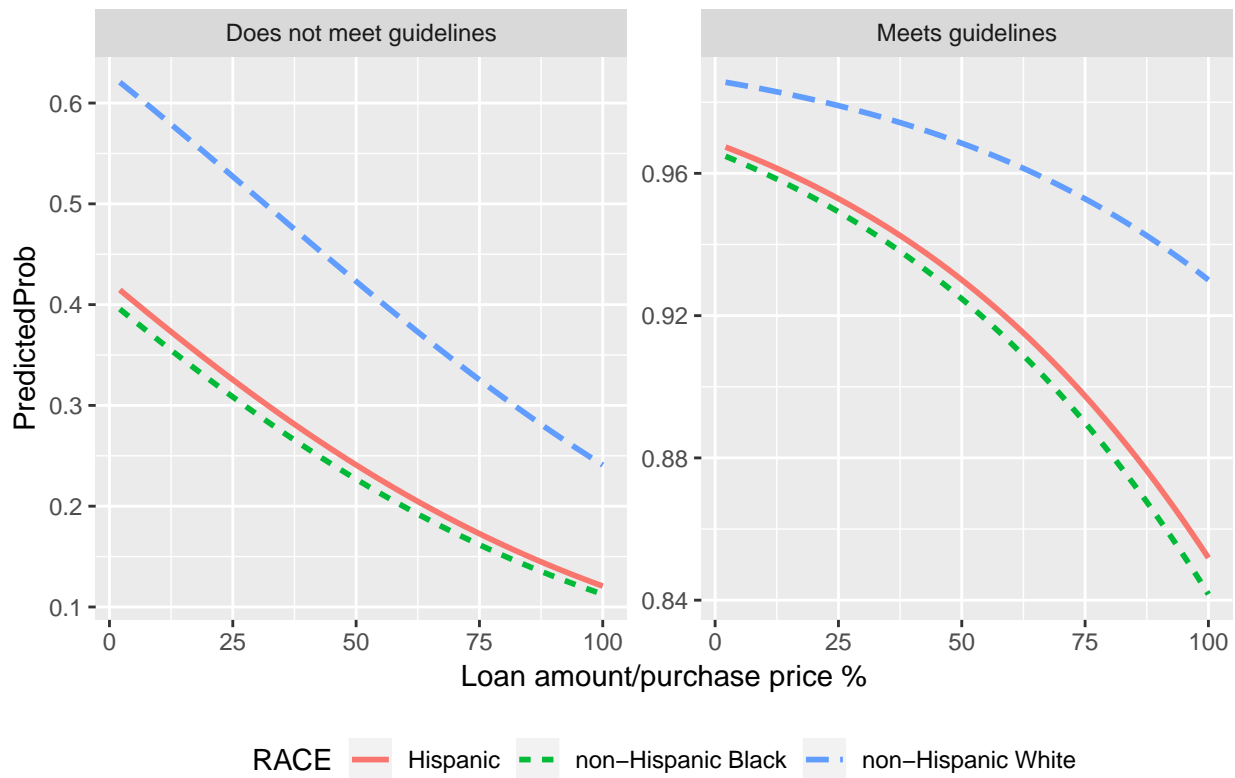 Does not meet guidelines
Meets guidelines
PredictedProb
0.6
0.5
0.4
0.3
0.2
0.1
0.96
0.92
0.88
0.84
0 25 50 75 100
0 25 50 75 100
Loan amount/purchase price %
RACE Hispanic non−Hispanic Black non−Hispanic White